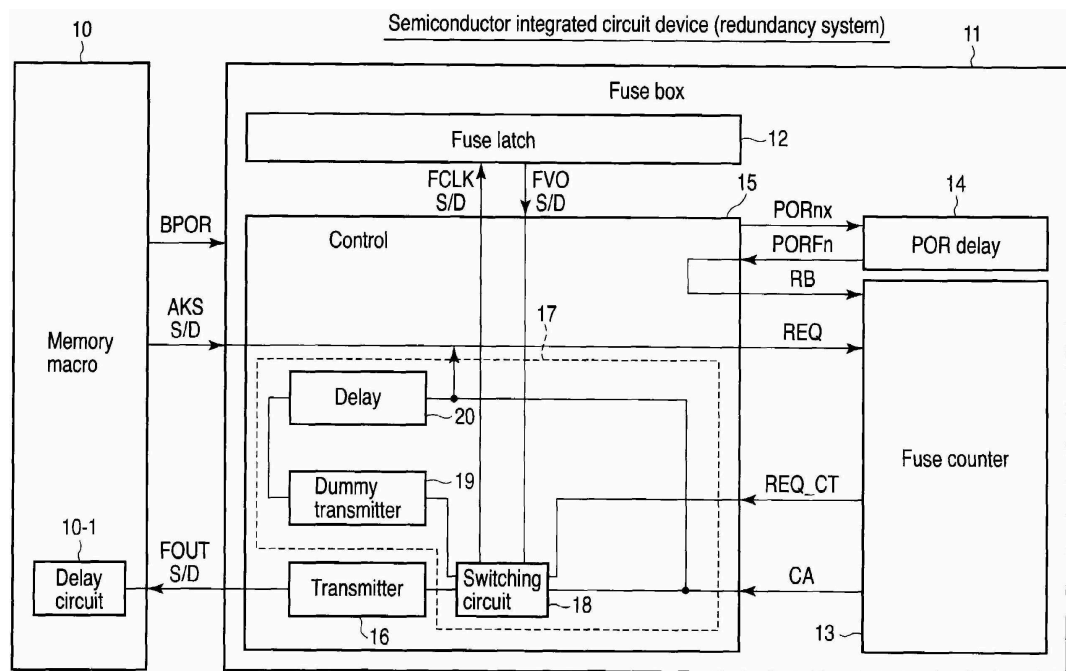 Semiconductor integrated circuit device (redundancy system)
10
11
Fuse box
Fuse latch
12
FCLK
S/D
FVO
S/D
15
14
BPOR
Control
PORnx
POR delay
PORFn
RB
AKS
S/D
17
REQ
Memory
macro
Delay
20
Fuse counter
19
Dummy
transmitter
REQ_CT
10-1
FOUT
S/D
Delay
circuit
Transmitter
Switching
circuit
CA
18
16
13